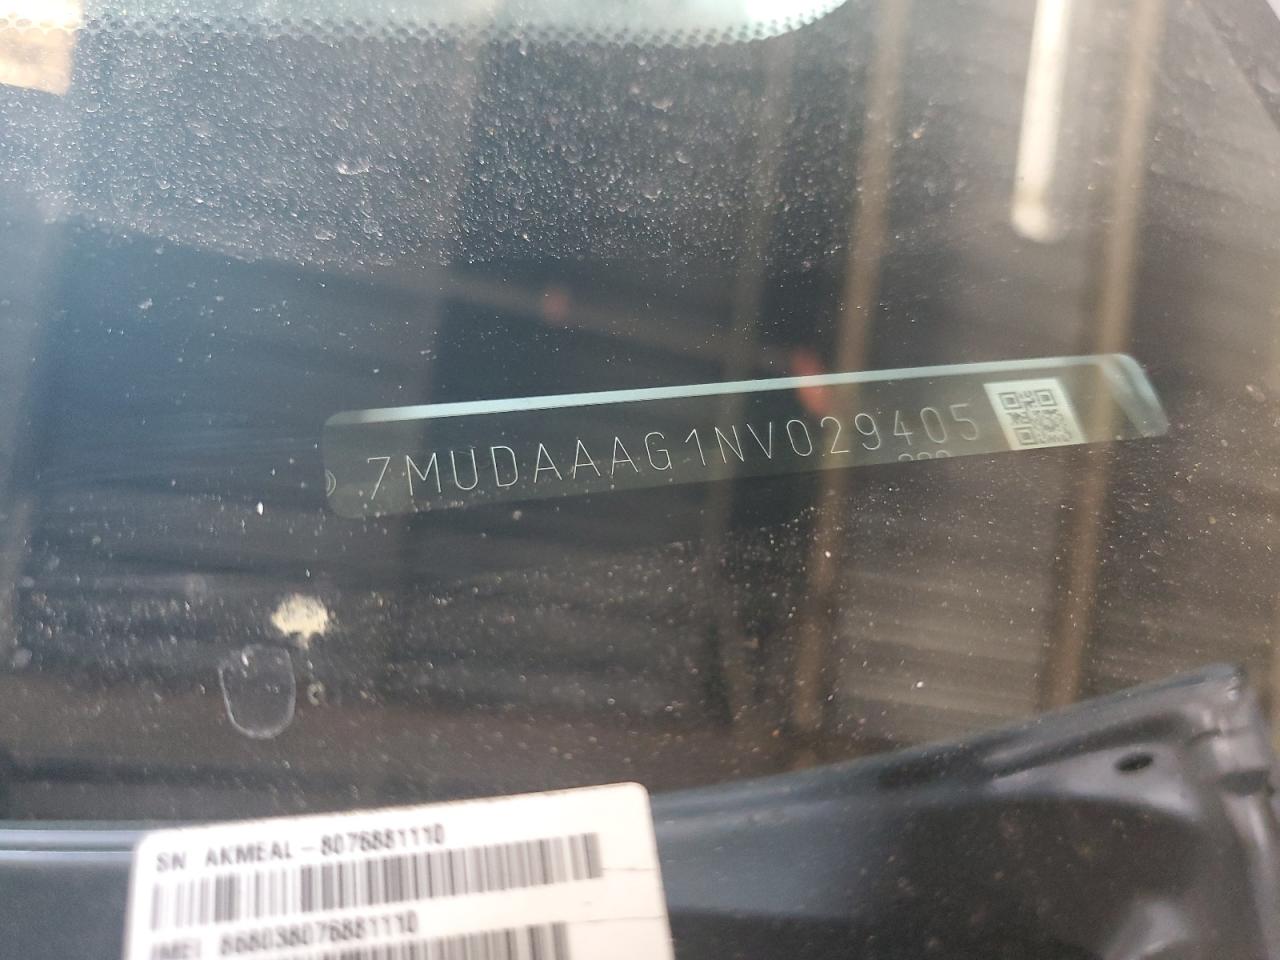 7MUDAAAG1NV029405
SN AKMEAL-8076881110
IMEI 868038076881110